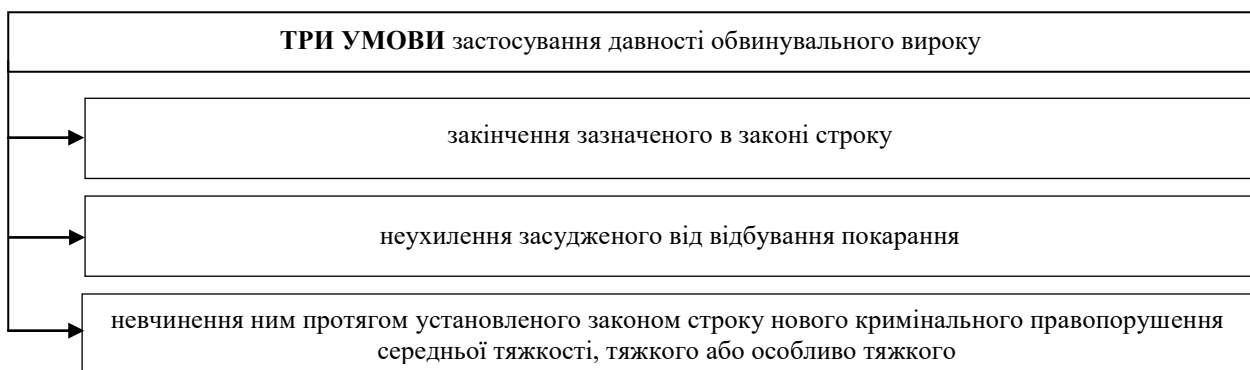 ТРИ УМОВИ застосування давності обвинувального вироку
закінчення зазначеного в законі строку
неухилення засудженого від відбування покарання
невчинення ним протягом установленого законом строку нового кримінального правопорушення
середньої тяжкості, тяжкого або особливо тяжкого